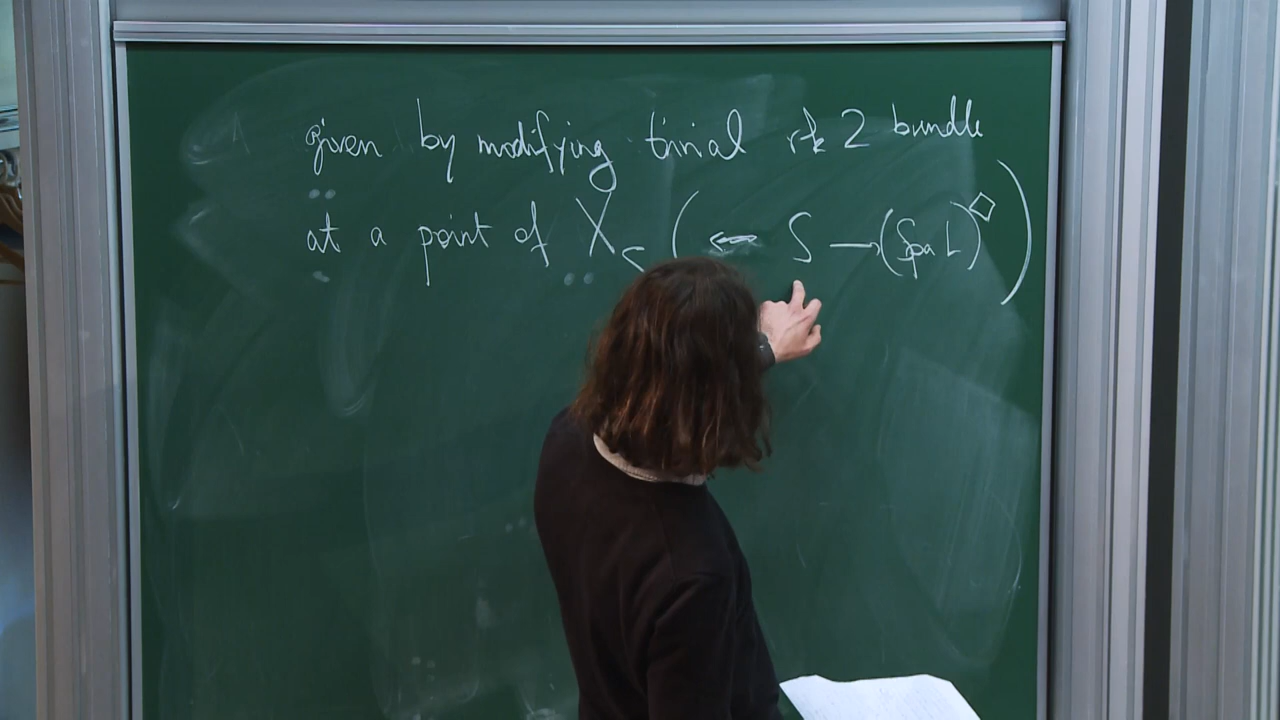 given by modifying trivial rk 2 bundle
at a point of X_S ( ⇐ S → (Spa L)^◇ )